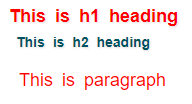 This is h1 heading
This is h2 heading
This is paragraph